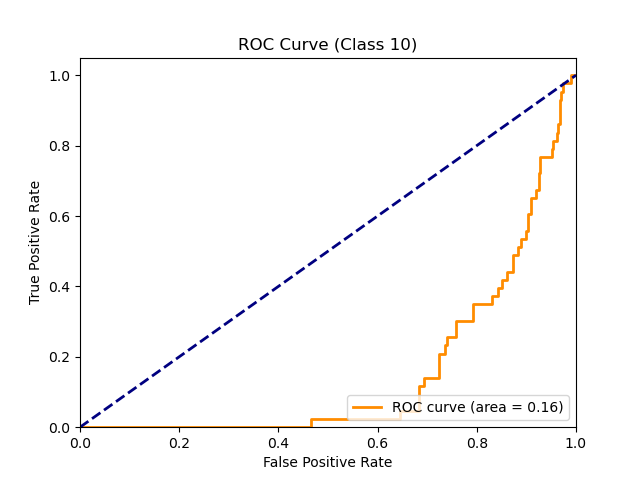 ROC Curve (Class 10)
True Positive Rate
1.0
0.8
0.6
0.4
0.2
0.0
0.0 0.2 0.4 0.6 0.8 1.0
False Positive Rate
ROC curve (area = 0.16)